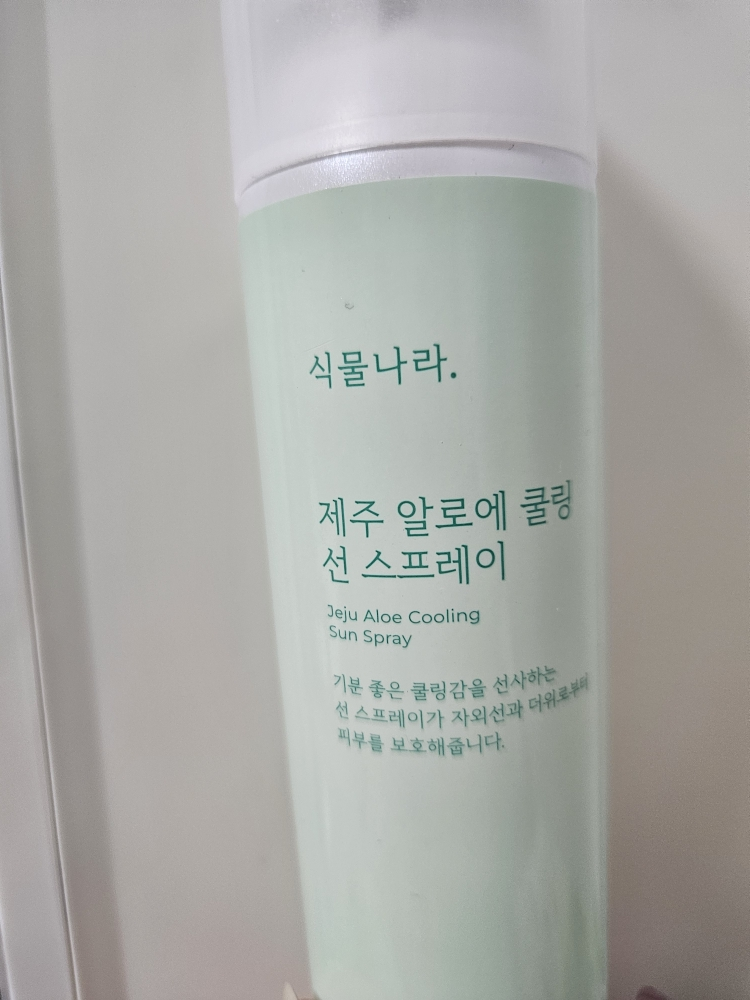 식물나라.
제주 알로에 쿨링
선 스프레이
Jeju Aloe Cooling
Sun Spray
기분 좋은 쿨링감을 선사하는
선 스프레이가 자외선과 더위로부터
피부를 보호해줍니다.